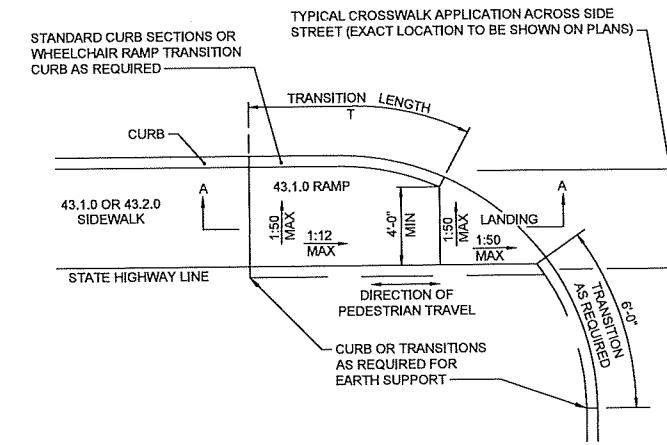 TYPICAL CROSSWALK APPLICATION ACROSS SIDE
STREET (EXACT LOCATION TO BE SHOWN ON PLANS)
STANDARD CURB SECTIONS OR
WHEELCHAIR RAMP TRANSITION
CURB AS REQUIRED
TRANSITION LENGTH
T
CURB
A
43.1.0 RAMP
A
43.1.0 OR 43.2.0
SIDEWALK
1:50
MAX
1:12
MAX
4'-0"
MIN
1:50
MAX
LANDING
1:50
MAX
STATE HIGHWAY LINE
DIRECTION OF
PEDESTRIAN TRAVEL
6'-0"
TRANSITION
AS REQUIRED
CURB OR TRANSITIONS
AS REQUIRED FOR
EARTH SUPPORT